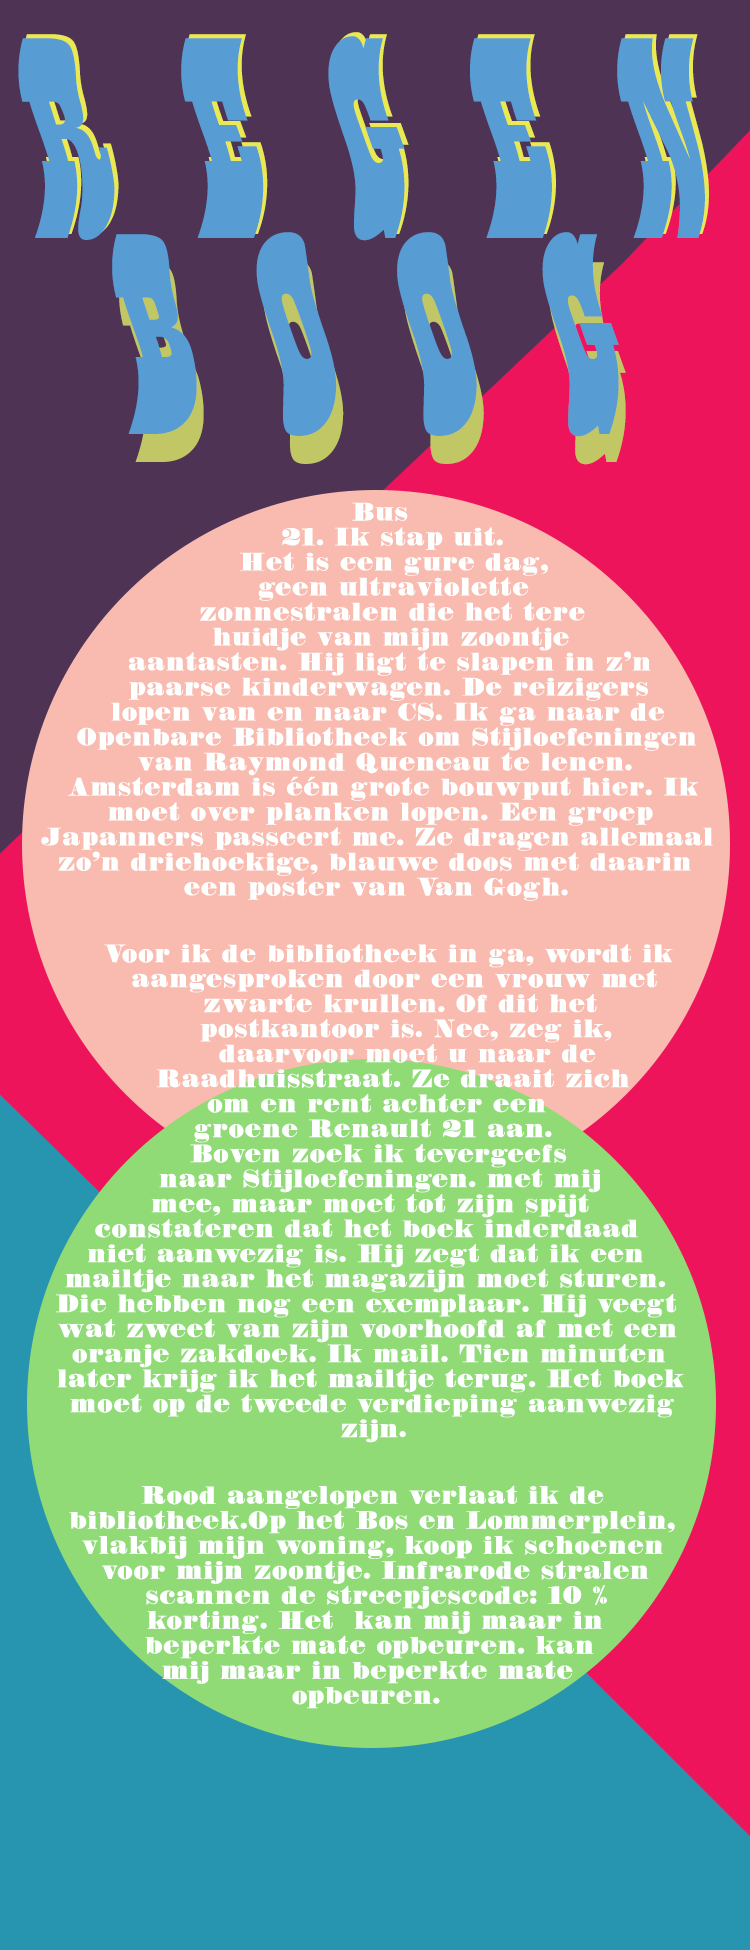 REGEN
BOOG
Bus
21. Ik stap uit.
Het is een gure dag,
geen ultraviolette
zonnestralen die het tere
huidje van mijn zoontje
aantasten. Hij ligt te slapen in z’n
paarse kinderwagen. De reizigers
lopen van en naar CS. Ik ga naar de
Openbare Bibliotheek om Stijloefeningen
van Raymond Queneau te lenen.
Amsterdam is één grote bouwput hier. Ik
moet over planken lopen. Een groep
Japanners passeert me. Ze dragen allemaal
zo’n driehoekige, blauwe doos met daarin
een poster van Van Gogh.
Voor ik de bibliotheek in ga, wordt ik
aangesproken door een vrouw met
zwarte krullen. Of dit het
postkantoor is. Nee, zeg ik,
daarvoor moet u naar de
Raadhuisstraat. Ze draait zich
om en rent achter een
groene Renault 21 aan.
Boven zoek ik tevergeefs
naar Stijloefeningen. met mij
mee, maar moet tot zijn spijt
constateren dat het boek inderdaad
niet aanwezig is. Hij zegt dat ik een
mailtje naar het magazijn moet sturen.
Die hebben nog een exemplaar. Hij veegt
wat zweet van zijn voorhoofd af met een
oranje zakdoek. Ik mail. Tien minuten
later krijg ik het mailtje terug. Het boek
moet op de tweede verdieping aanwezig
zijn.
Rood aangelopen verlaat ik de
bibliotheek.Op het Bos en Lommerplein,
vlakbij mijn woning, koop ik schoenen
voor mijn zoontje. Infrarode stralen
scannen de streepjescode: 10 %
korting. Het  kan mij maar in
beperkte mate opbeuren. kan
mij maar in beperkte mate
opbeuren.